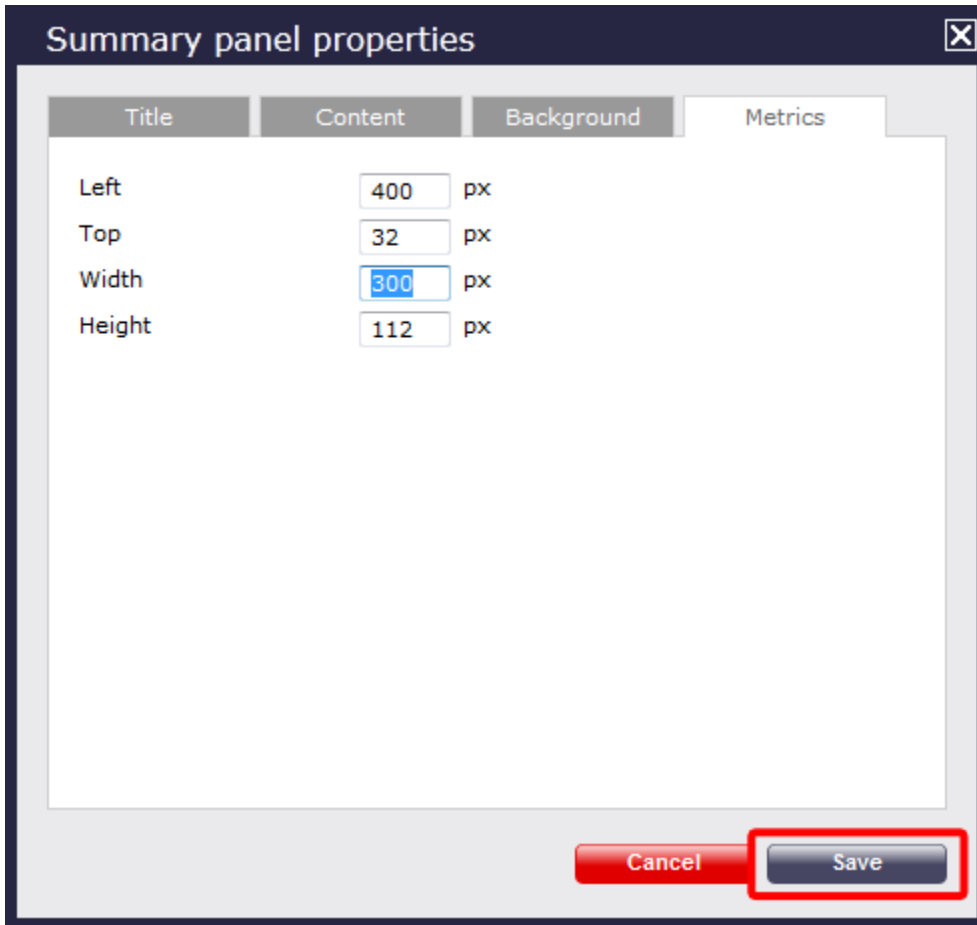 Summary panel properties
Title Content Background Metrics
Left 400 px
Top 32 px
Width 300 px
Height 112 px
Cancel Save